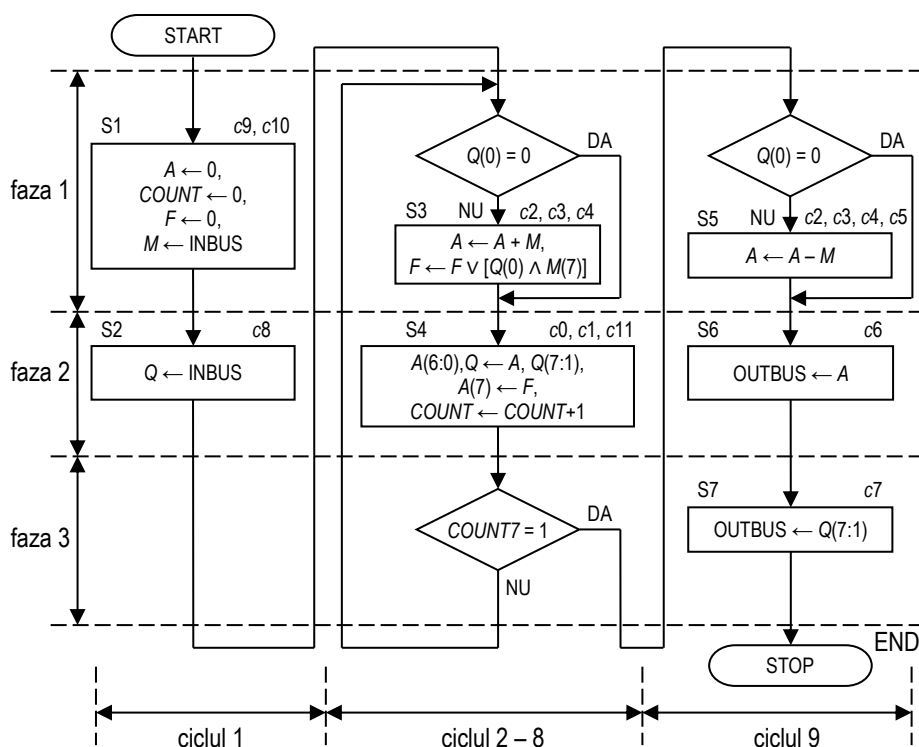 START
faza 1
S1 c9, c10
A ← 0,
COUNT ← 0,
F ← 0,
M ← INBUS
faza 2
S2 c8
Q ← INBUS
faza 3
Q(0) = 0
DA
NU
S3 c2, c3, c4
A ← A + M,
F ← F ∨ [Q(0) ∧ M(7)]
S4 c0, c1, c11
A(6:0),Q ← A, Q(7:1),
A(7) ← F,
COUNT ← COUNT+1
COUNT7 = 1
DA
NU
Q(0) = 0
DA
NU
S5 c2, c3, c4, c5
A ← A – M
S6 c6
OUTBUS ← A
S7 c7
OUTBUS ← Q(7:1)
END
STOP
ciclul 1
ciclul 2 – 8
ciclul 9